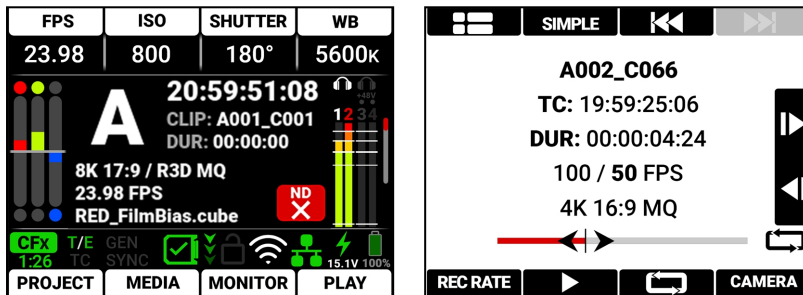 FPS ISO SHUTTER WB
23.98 800 180° 5600K
20:59:51:08
+48V
A
CLIP: A001_C001
1 2 3 4
DUR: 00:00:00
8K 17:9 / R3D MQ
23.98 FPS
ND
RED_FilmBias.cube
CFx T/E GEN
1:26 TC SYNC 15.1V 100%
PROJECT MEDIA MONITOR PLAY
SIMPLE
A002_C066
TC: 19:59:25:06
DUR: 00:00:04:24
100 / 50 FPS
4K 16:9 MQ
REC RATE CAMERA